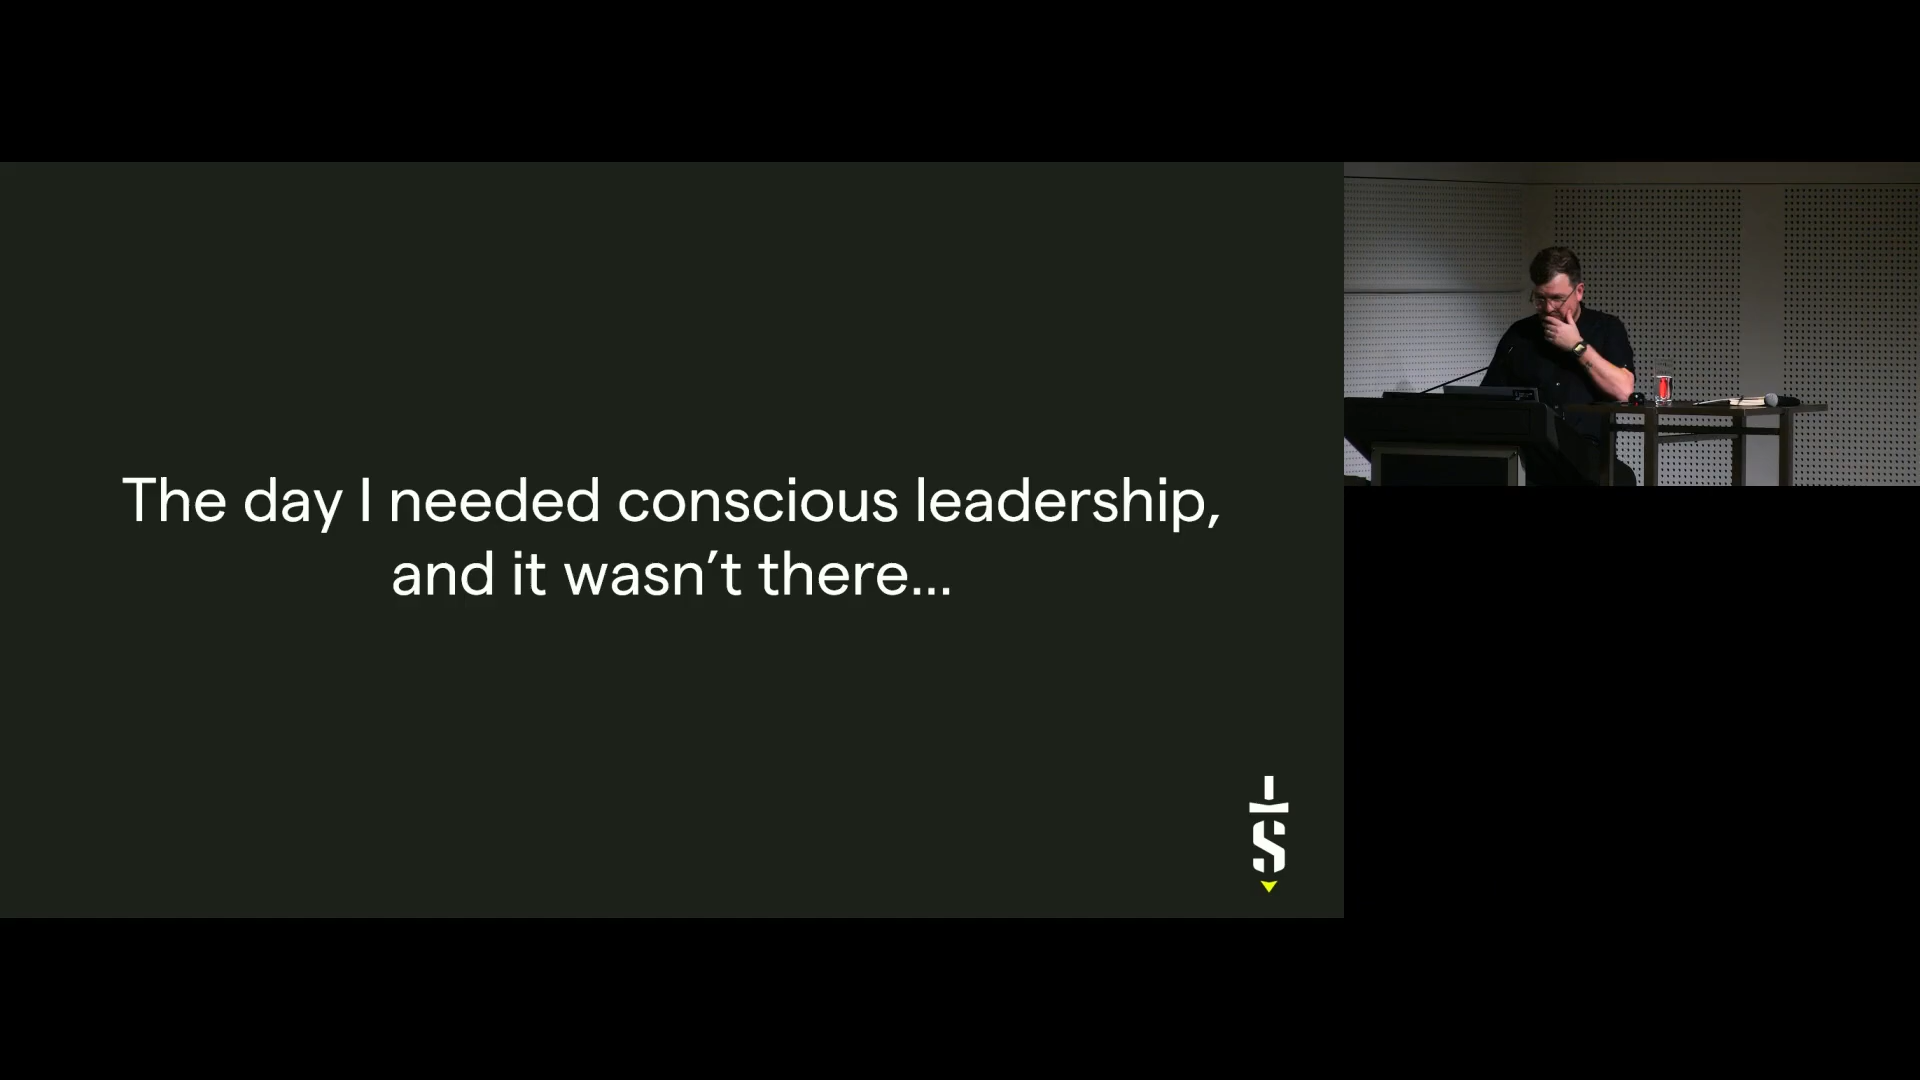 The day I needed conscious leadership,
and it wasn’t there...
S